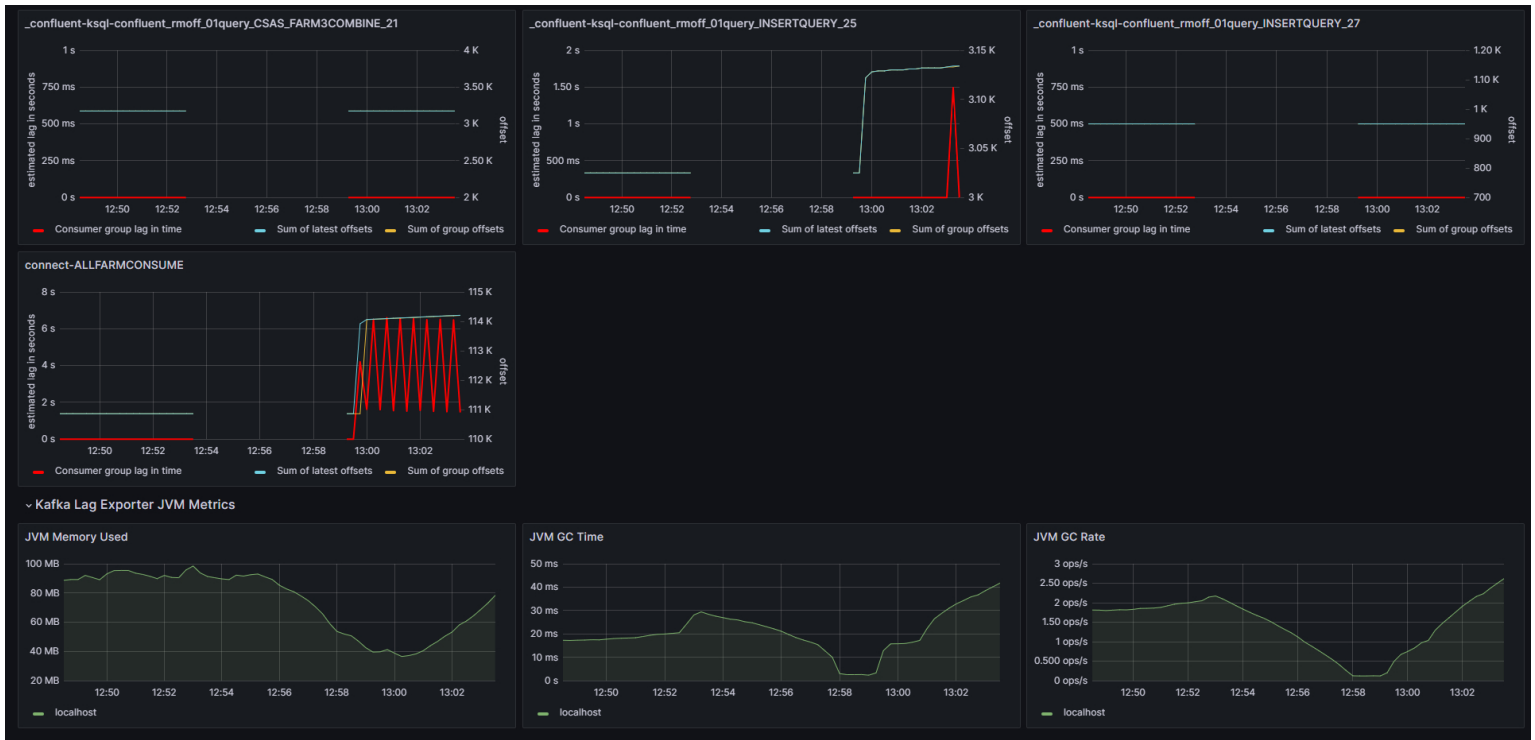 _confluent-ksql-confluent_rmoff_01query_CSAS_FARM3COMBINE_21
1 s
750 ms
500 ms
250 ms
0 s
estimated lag in seconds
4 K
3.50 K
3 K
2.50 K
2 K
offset
12:50 12:52 12:54 12:56 12:58 13:00 13:02
Consumer group lag in time Sum of latest offsets Sum of group offsets
_confluent-ksql-confluent_rmoff_01query_INSERTQUERY_25
2 s
1.50 s
1 s
500 ms
0 s
estimated lag in seconds
3.15 K
3.10 K
3.05 K
3 K
offset
12:50 12:52 12:54 12:56 12:58 13:00 13:02
Consumer group lag in time Sum of latest offsets Sum of group offsets
_confluent-ksql-confluent_rmoff_01query_INSERTQUERY_27
1 s
750 ms
500 ms
250 ms
0 s
estimated lag in seconds
1.20 K
1.10 K
1 K
900
800
700
offset
12:50 12:52 12:54 12:56 12:58 13:00 13:02
Consumer group lag in time Sum of latest offsets Sum of group offsets
connect-ALLFARMCONSUME
8 s
6 s
4 s
2 s
0 s
estimated lag in seconds
115 K
114 K
113 K
112 K
111 K
110 K
offset
12:50 12:52 12:54 12:56 12:58 13:00 13:02
Consumer group lag in time Sum of latest offsets Sum of group offsets
Kafka Lag Exporter JVM Metrics
JVM Memory Used
100 MB
80 MB
60 MB
40 MB
20 MB
12:50 12:52 12:54 12:56 12:58 13:00 13:02
localhost
JVM GC Time
50 ms
40 ms
30 ms
20 ms
10 ms
0 s
12:50 12:52 12:54 12:56 12:58 13:00 13:02
localhost
JVM GC Rate
3 ops/s
2.50 ops/s
2 ops/s
1.50 ops/s
1 ops/s
0.500 ops/s
0 ops/s
12:50 12:52 12:54 12:56 12:58 13:00 13:02
localhost